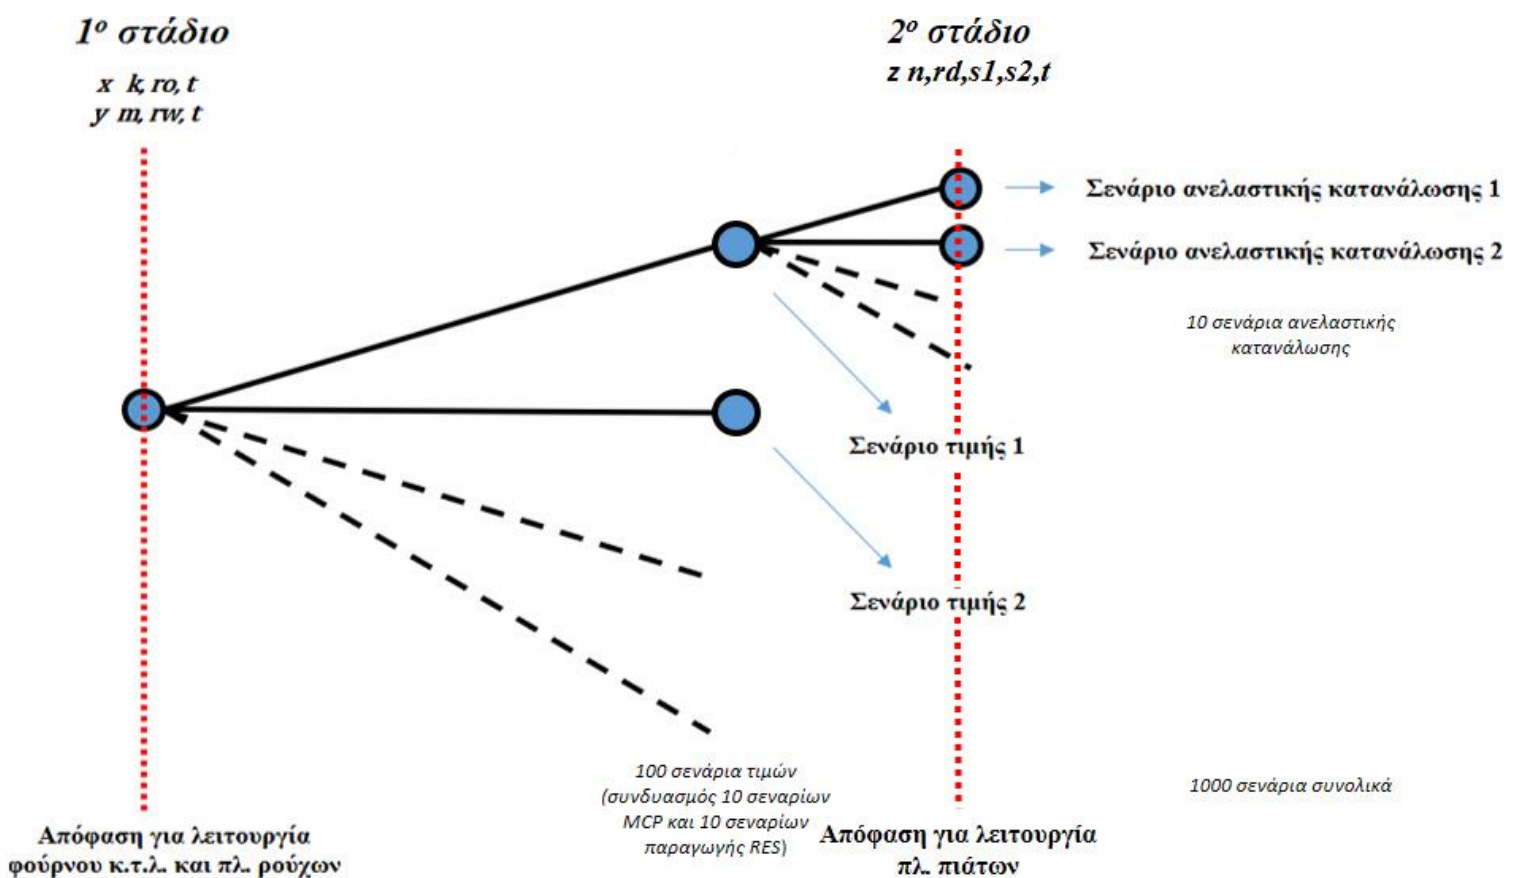 1ο στάδιο
x k, ro, t
y m, rw, t
2ο στάδιο
z n,rd,s1,s2,t
Σενάριο ανελαστικής κατανάλωσης 1
Σενάριο ανελαστικής κατανάλωσης 2
10 σενάρια ανελαστικής
κατανάλωσης
Σενάριο τιμής 1
Σενάριο τιμής 2
100 σενάρια τιμών
(συνδυασμός 10 σεναρίων
MCP και 10 σεναρίων
παραγωγής RES)
1000 σενάρια συνολικά
Απόφαση για λειτουργία
φούρνου κ.τ.λ. και πλ. ρούχων
Απόφαση για λειτουργία
πλ. πιάτων